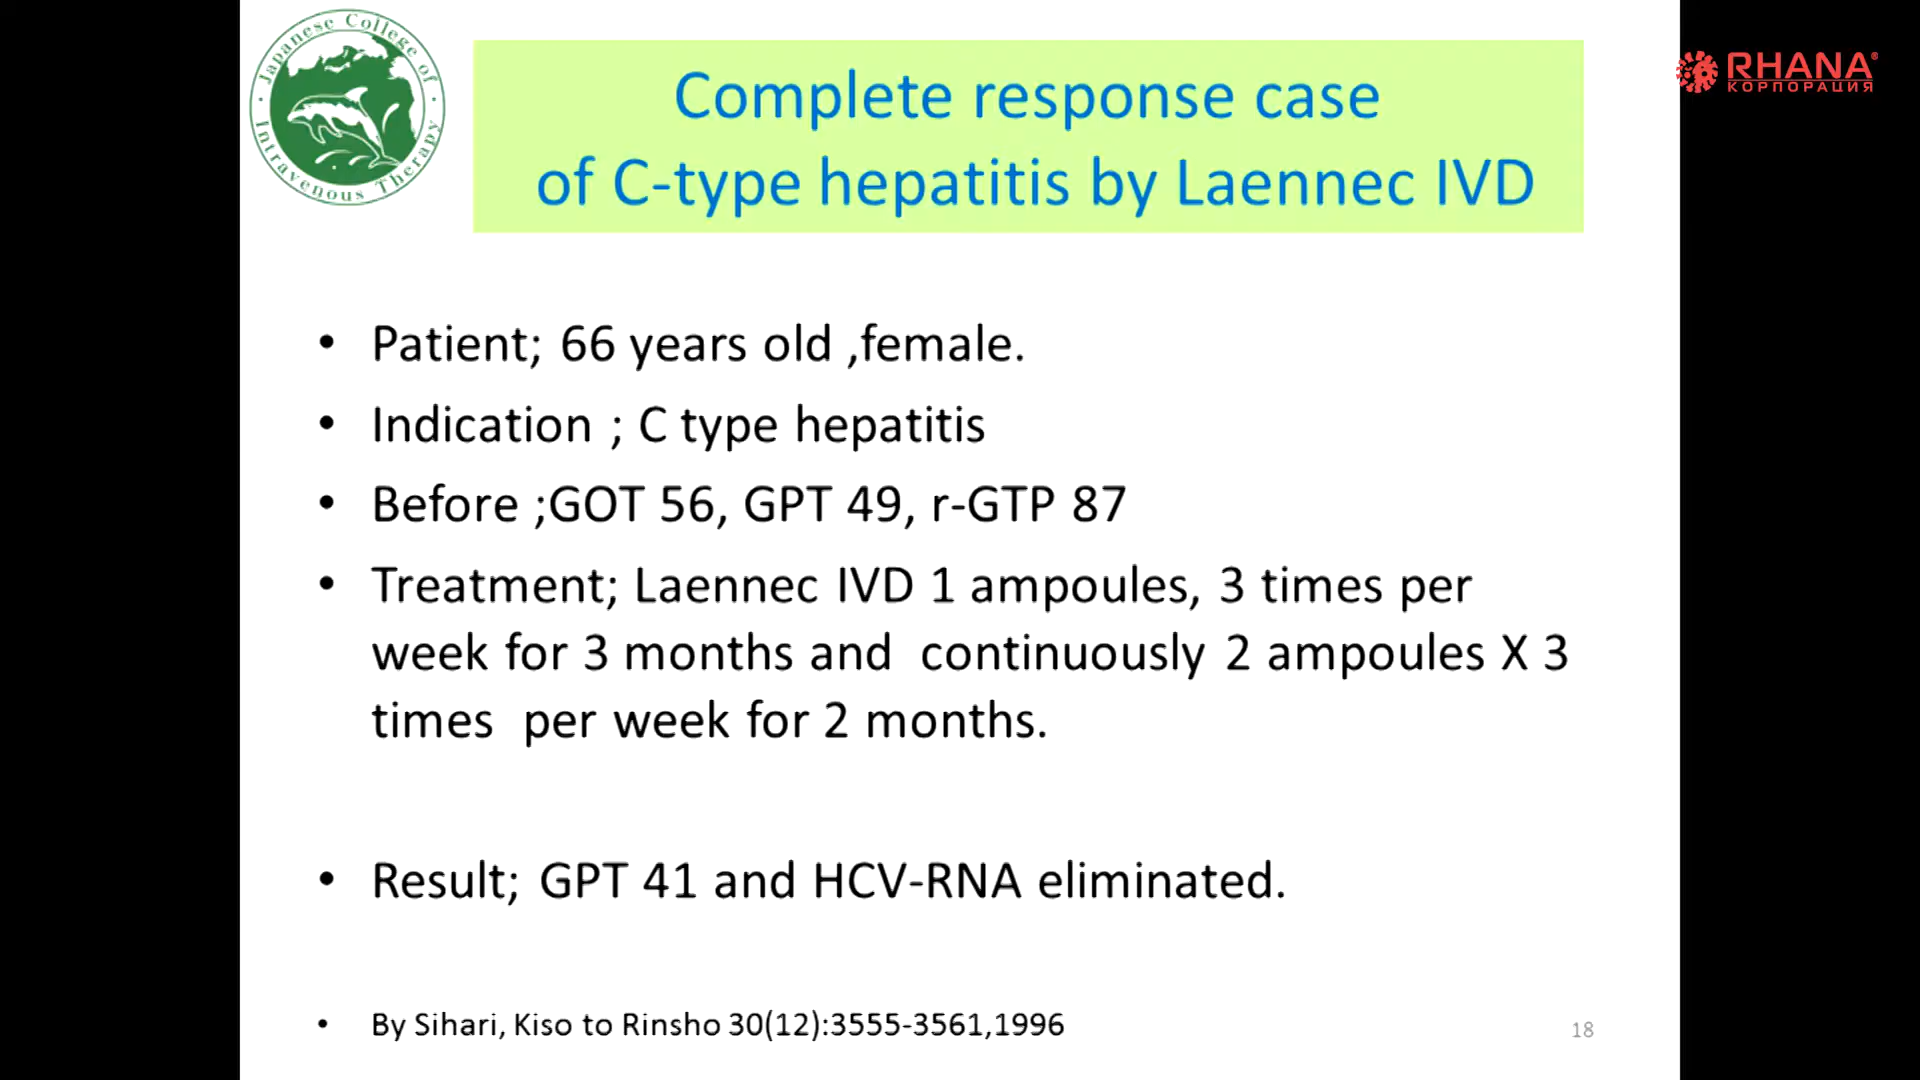 Japanese College of
Intravenous Therapy
RHANA®
КОРПОРАЦИЯ
Complete response case
of C-type hepatitis by Laennec IVD
• Patient; 66 years old ,female.
• Indication ; C type hepatitis
• Before ;GOT 56, GPT 49, r-GTP 87
• Treatment; Laennec IVD 1 ampoules, 3 times per
week for 3 months and continuously 2 ampoules X 3
times per week for 2 months.
• Result; GPT 41 and HCV-RNA eliminated.
• By Sihari, Kiso to Rinsho 30(12):3555-3561,1996
18